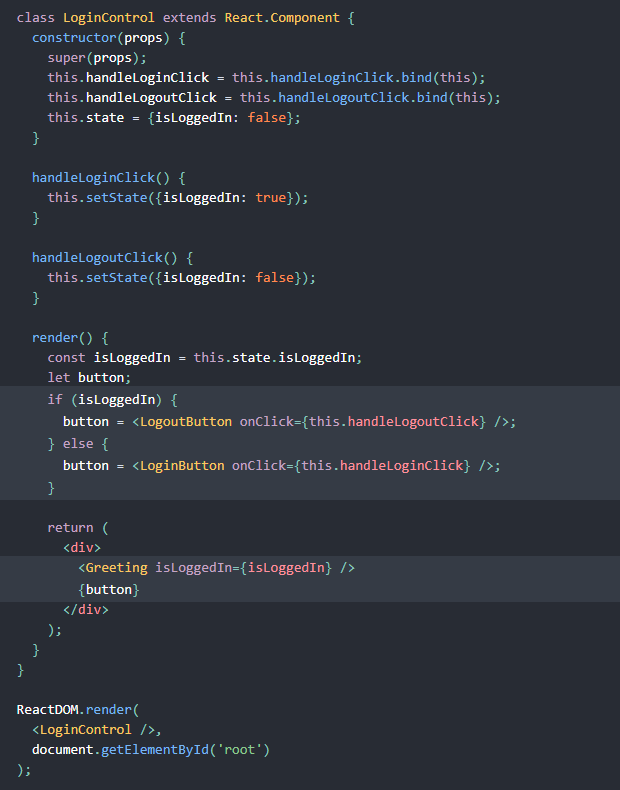 class LoginControl extends React.Component {
  constructor(props) {
    super(props);
    this.handleLoginClick = this.handleLoginClick.bind(this);
    this.handleLogoutClick = this.handleLogoutClick.bind(this);
    this.state = {isLoggedIn: false};
  }

  handleLoginClick() {
    this.setState({isLoggedIn: true});
  }

  handleLogoutClick() {
    this.setState({isLoggedIn: false});
  }

  render() {
    const isLoggedIn = this.state.isLoggedIn;
    let button;
    if (isLoggedIn) {
      button = <LogoutButton onClick={this.handleLogoutClick} />;
    } else {
      button = <LoginButton onClick={this.handleLoginClick} />;
    }

    return (
      <div>
        <Greeting isLoggedIn={isLoggedIn} />
        {button}
      </div>
    );
  }
}

ReactDOM.render(
  <LoginControl />,
  document.getElementById('root')
);